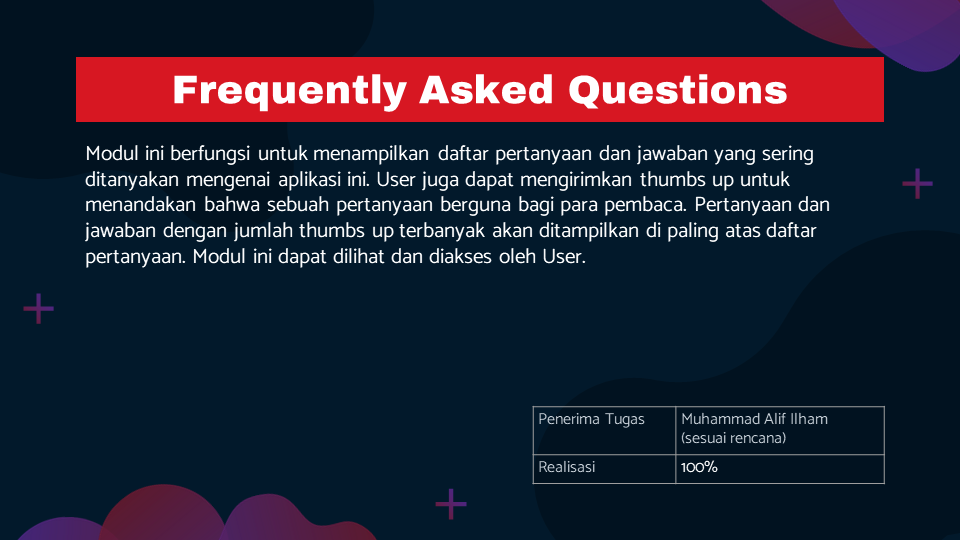 Frequently Asked Questions
Modul ini berfungsi untuk menampilkan daftar pertanyaan dan jawaban yang sering
ditanyakan mengenai aplikasi ini. User juga dapat mengirimkan thumbs up untuk
menandakan bahwa sebuah pertanyaan berguna bagi para pembaca. Pertanyaan dan
jawaban dengan jumlah thumbs up terbanyak akan ditampilkan di paling atas daftar
pertanyaan. Modul ini dapat dilihat dan diakses oleh User.
Penerima Tugas
Muhammad Alif Ilham
(sesuai rencana)
Realisasi
100%